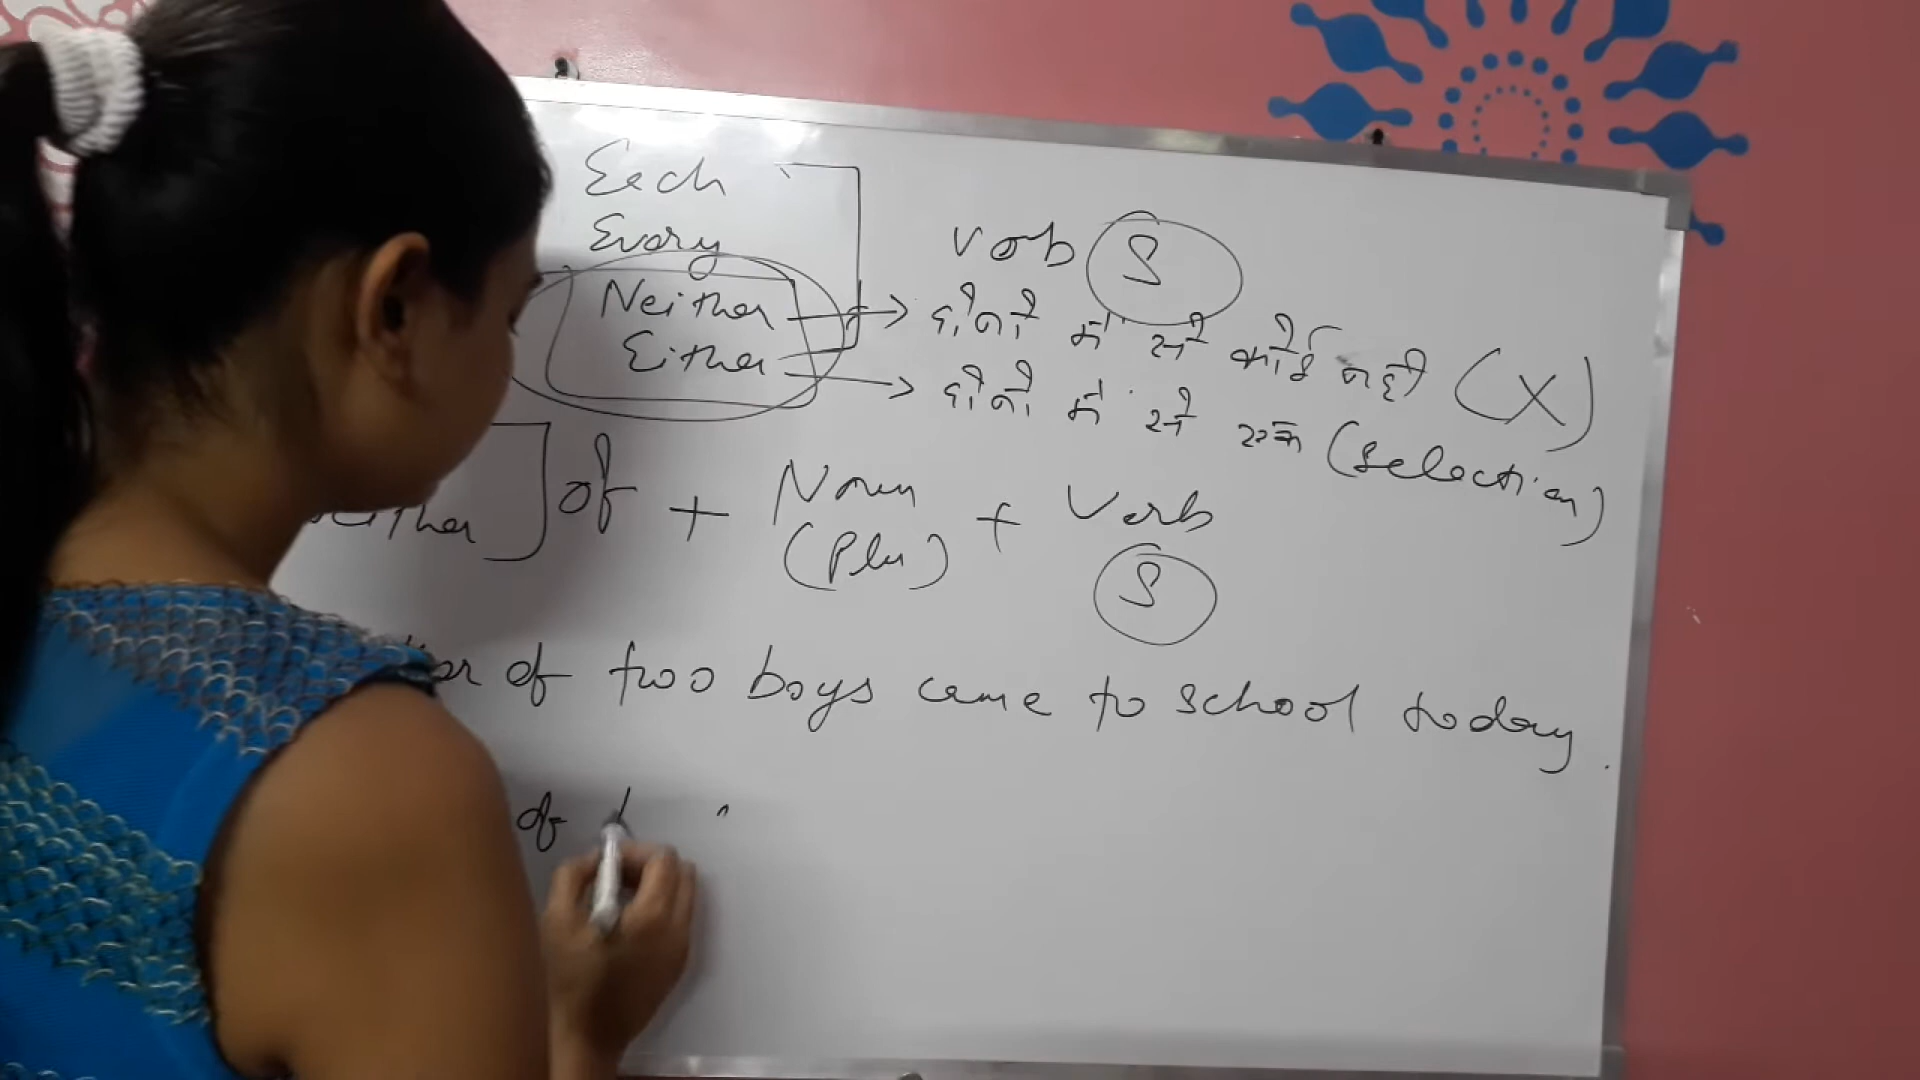 Each
Every
Verb S
Neither → दोनों में से कोई नहीं (X)
Either → दोनों में से एक (selection)
of + Noun + Verb
(Plu) S
of two boys came to school today.
of